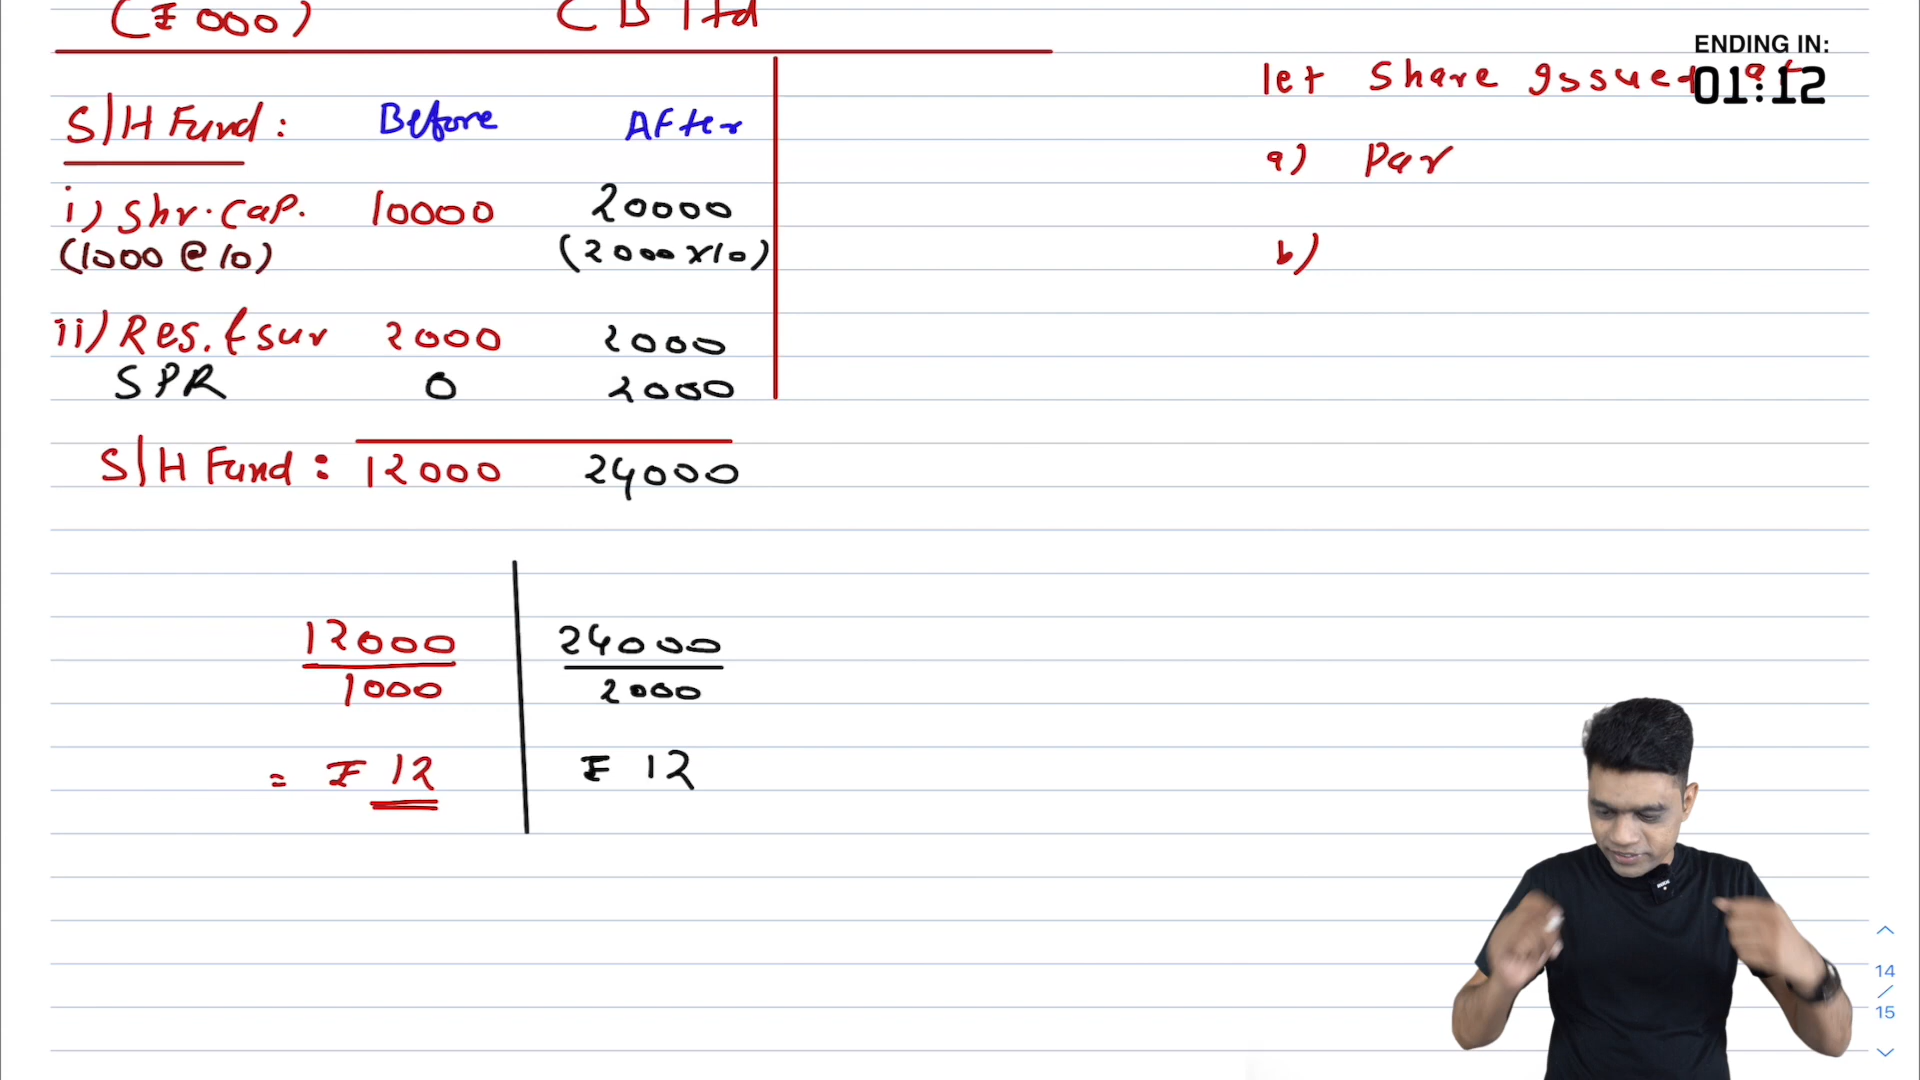 (₹ 000) CB ltd
ENDING IN:
01:12
let Share Issued at
a) Par
b)
S/H Fund: Before After
i) Shr. Cap. 10000 20000
(1000 @ 10) (2000 x 10)
ii) Res. & sur 2000 2000
SPR 0 2000
S/H Fund: 12000 24000
12000 24000
1000 2000
= ₹ 12 ₹ 12
14
/
15